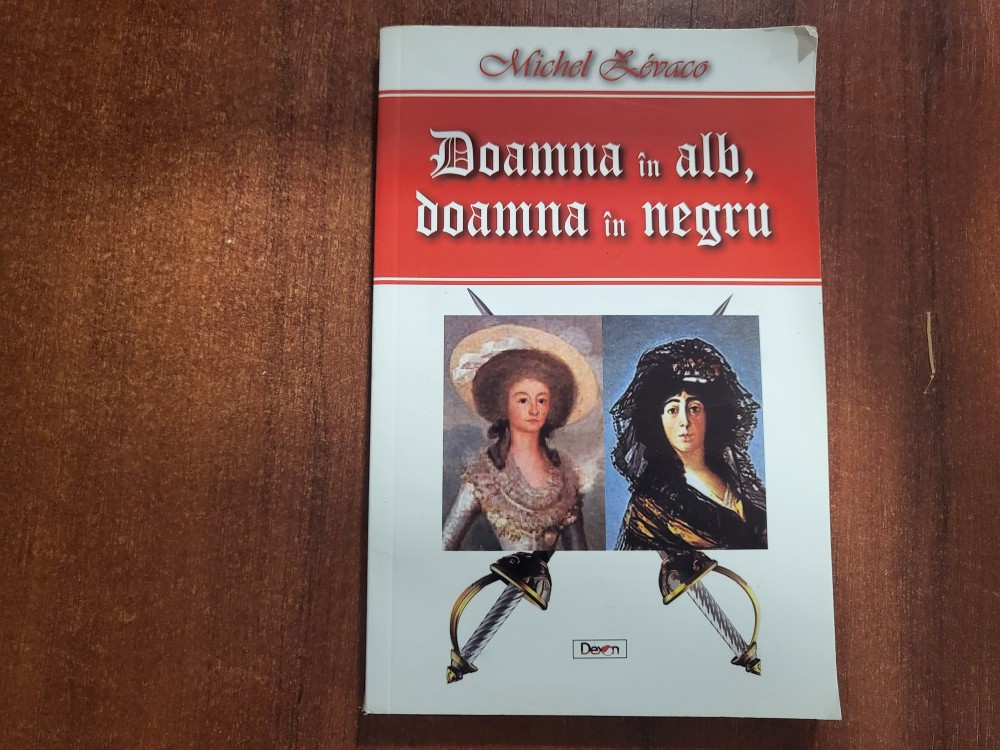 Michel Zévaco
Doamna în alb,
doamna în negru
Dexon